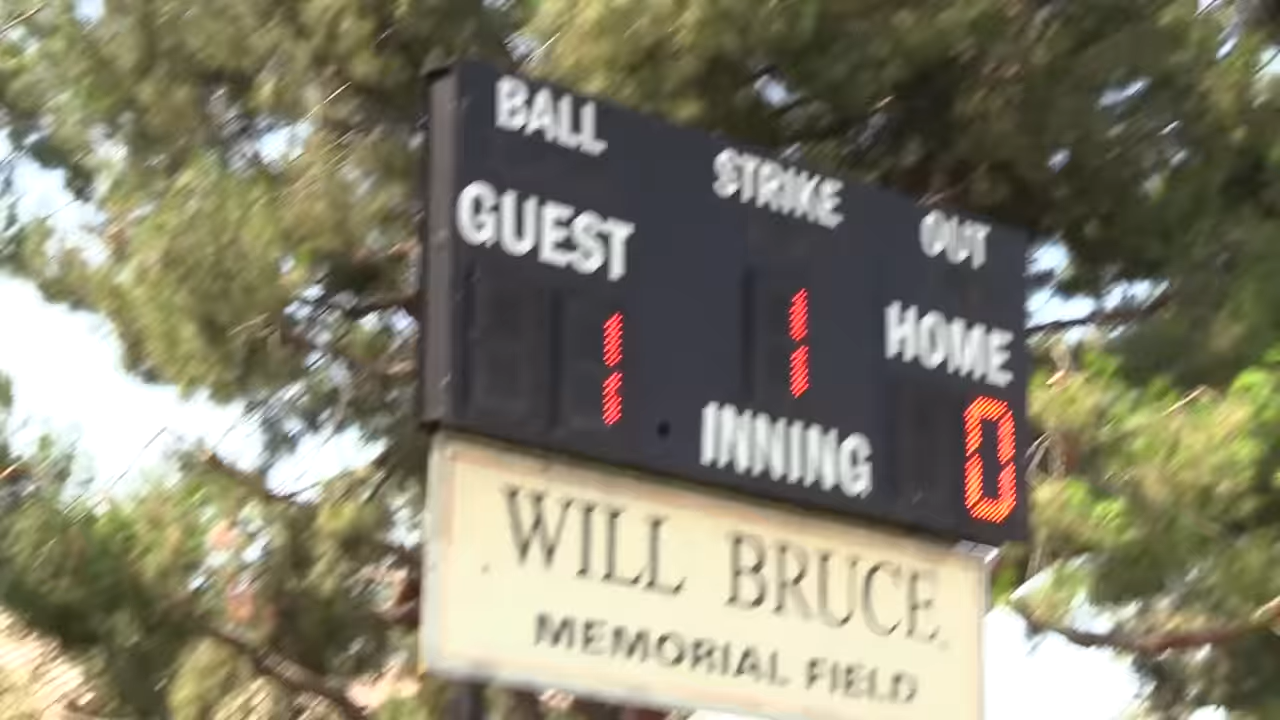 BALL STRIKE OUT
GUEST HOME
1 1 0
INNING
WILL BRUCE
MEMORIAL FIELD